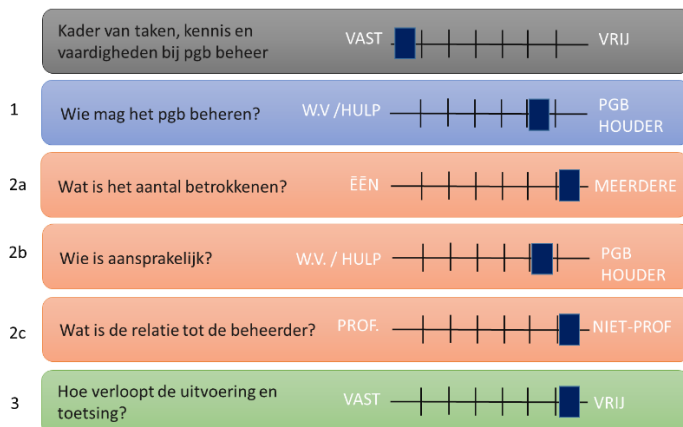 Kader van taken, kennis en
vaardigheden bij pgb beheer
VAST
VRIJ
1
Wie mag het pgb beheren?
W.V /HULP
PGB
HOUDER
2a
Wat is het aantal betrokkenen?
ĒĒN
MEERDERE
2b
Wie is aansprakelijk?
W.V. / HULP
PGB
HOUDER
2c
Wat is de relatie tot de beheerder?
PROF.
NIET-PROF
3
Hoe verloopt de uitvoering en
toetsing?
VAST
VRIJ